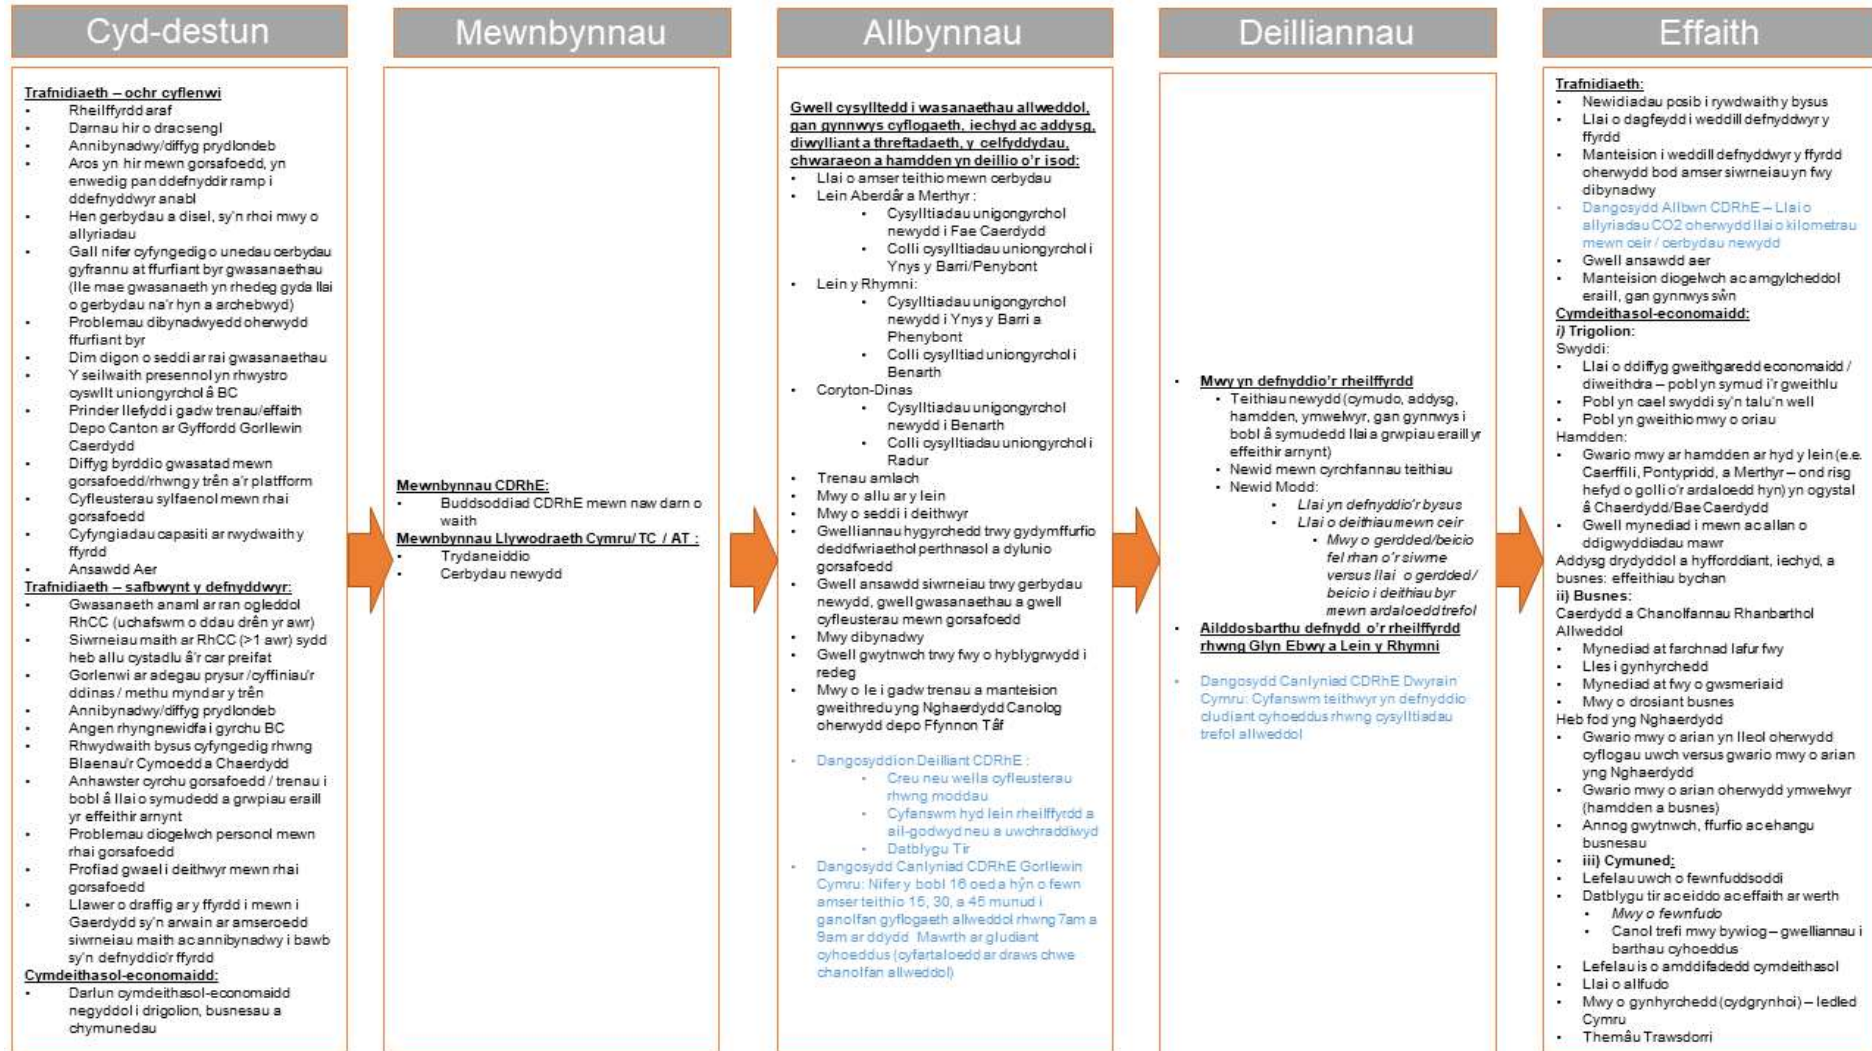 Cyd-destun
Trafnidiaeth – ochr cyflenwi
• Rheilffyrdd araf
• Darnau hir o drac sengl
• Annibynadwy/diffyg prydlondeb
• Aros yn hir mewn gorsafoedd, yn
enwedig pan ddefnyddir ramp i
ddefnyddwyr anabl
• Hen gerbydau a disel, sy'n rhoi mwy o
allyriadau
• Gall nifer cyfyngedig o unedau cerbydau
gyfrannu at ffurfiant byr gwasanaethau
(lle mae gwasanaeth yn rhedeg gyda llai
o gerbydau na'r hyn a archebwyd)
• Problemau dibynadwyedd oherwydd
ffurfiant byr
• Dim digon o seddi ar rai gwasanaethau
• Y seilwaith presennol yn rhwystro
cyswllt uniongyrchol â BC
• Prinder llefydd i gadw trenau/effaith
Depo Canton ar Gyffordd Gorllewin
Caerdydd
• Diffyg byrddio gwasatad mewn
gorsafoedd/rhwng y trên a'r platfform
• Cyfleusterau sylfaenol mewn rhai
gorsafoedd
• Cyfyngiadau capasiti ar rwydwaith y
ffyrdd
• Ansawdd Aer
Trafnidiaeth – safbwynt y defnyddwyr:
• Gwasanaeth anaml ar ran ogleddol
RhCC (uchafswm o ddau drên yr awr)
• Siwrneiau maith ar RhCC (>1 awr) sydd
heb allu cystadlu â'r car preifat
• Gorlenwi ar adegau prysur /cyffiniau'r
ddinas / methu mynd ar y trên
• Annibynadwy/diffyg prydlondeb
• Angen rhyngnewidfa i gyrchu BC
• Rhwydwaith bysus cyfyngedig rhwng
Blaenau'r Cymoedd a Chaerdydd
• Anhawster cyrchu gorsafoedd / trenau i
bobl â llai o symudedd a grwpiau eraill
yr effeithir arnynt
• Problemau diogelwch personol mewn
rhai gorsafoedd
• Profiad gwael i deithwyr mewn rhai
gorsafoedd
• Llawer o draffig ar y ffyrdd i mewn i
Gaerdydd sy'n arwain ar amseroedd
siwrneiau maith ac annibynadwy i bawb
sy'n defnyddio'r ffyrdd
Cymdeithasol-economaidd:
• Darlun cymdeithasol-economaidd
negyddol i drigolion, busnesau a
chymunedau
Mewnbynnau
Mewnbynnau CDRhE:
• Buddsoddiad CDRhE mewn naw darn o
waith
Mewnbynnau Llywodraeth Cymru/ TC / AT :
• Trydaneiddio
• Cerbydau newydd
Allbynnau
Gwell cysylltedd i wasanaethau allweddol,
gan gynnwys cyflogaeth, iechyd ac addysg,
diwylliant a threftadaeth, y celfyddydau,
chwaraeon a hamdden yn deillio o'r isod:
• Llai o amser teithio mewn cerbydau
• Lein Aberdâr a Merthyr :
• Cysylltiadau unigongyrchol
newydd i Fae Caerdydd
• Colli cysylltiadau uniongyrchol i
Ynys y Barri/Penybont
• Lein y Rhymni:
• Cysylltiadau unigongyrchol
newydd i Ynys y Barri a
Phenybont
• Colli cysylltiad uniongyrchol i
Benarth
• Coryton-Dinas
• Cysylltiadau unigongyrchol
newydd i Benarth
• Colli cysylltiadau uniongyrchol i
Radur
• Trenau amlach
• Mwy o allu ar y lein
• Mwy o seddi i deithwyr
• Gwelliannau hygyrchedd trwy gydymffurfio
deddfwriaethol perthnasol a dylunio
gorsafoedd
• Gwell ansawdd siwrneiau trwy gerbydau
newydd, gwell gwasanaethau a gwell
cyfleusterau mewn gorsafoedd
• Mwy dibynadwy
• Gwell gwytnwch trwy fwy o hyblygrwydd i
redeg
• Mwy o le i gadw trenau a manteision
gweithredu yng Nghaerdydd Canolog
oherwydd depo Ffynnon Tâf
• Dangosyddion Deilliant CDRhE :
• Creu neu wella cyfleusterau
rhwng moddau
• Cyfanswm hyd lein rheilffyrdd a
ail-godwyd neu a uwchraddiwyd
• Datblygu Tir
• Dangosydd Canlyniad CDRhE Gorllewin
Cymru: Nifer y bobl 16 oed a hŷn o fewn
amser teithio 15, 30, a 45 munud i
ganolfan gyflogaeth allweddol rhwng 7am a
9am ar ddydd Mawrth ar gludiant
cyhoeddus (cyfartaloedd ar draws chwe
chanolfan allweddol)
Deilliannau
• Mwy yn defnyddio'r rheilffyrdd
• Teithiau newydd (cymudo, addysg,
hamdden, ymwelwyr, gan gynnwys i
bobl â symudedd llai a grwpiau eraill yr
effeithir arnynt)
• Newid mewn cyrchfannau teithiau
• Newid Modd:
• Llai yn defnyddio'r bysus
• Llai o deithiau mewn ceir
• Mwy o gerdded/beicio
fel rhan o'r siwrne
versus llai o gerdded/
beicio i deithiau byr
mewn ardaloedd trefol
• Ailddosbarthu defnydd o'r rheilffyrdd
rhwng Glyn Ebwy a Lein y Rhymni
• Dangosydd Canlyniad CDRhE Dwyrain
Cymru: Cyfanswm teithwyr yn defnyddio
cludiant cyhoeddus rhwng cysylltiadau
trefol allweddol
Effaith
Trafnidiaeth:
• Newidiadau posib i rywdwaith y bysus
• Llai o dagfeydd i weddill defnyddwyr y
ffyrdd
• Manteision i weddill defnyddwyr y ffyrdd
oherwydd bod amser siwrneiau yn fwy
dibynadwy
• Dangosydd Allbwn CDRhE – Llai o
allyriadau CO2 oherwydd llai o kilometrau
mewn ceir / cerbydau newydd
• Gwell ansawdd aer
• Manteision diogelwch ac amgylcheddol
eraill, gan gynnwys sŵn
Cymdeithasol-economaidd:
i) Trigolion:
Swyddi:
• Llai o ddiffyg gweithgaredd economaidd /
diweithdra – pobl yn symud i'r gweithlu
• Pobl yn cael swyddi sy'n talu'n well
• Pobl yn gweithio mwy o oriau
Hamdden:
• Gwario mwy ar hamdden ar hyd y lein (e.e.
Caerffili, Pontypridd, a Merthyr – ond risg
hefyd o golli o'r ardaloedd hyn) yn ogystal
â Chaerdydd/Bae Caerdydd
• Gwell mynediad i mewn ac allan o
ddigwyddiadau mawr
Addysg drydyddol a hyfforddiant, iechyd, a
busnes: effeithiau bychan
ii) Busnes:
Caerdydd a Chanolfannau Rhanbarthol
Allweddol
• Mynediad at farchnad lafur fwy
• Lles i gynhyrchedd
• Mynediad at fwy o gwsmeriaid
• Mwy o drosiant busnes
Heb fod yng Nghaerdydd
• Gwario mwy o arian yn lleol oherwydd
cyflogau uwch versus gwario mwy o arian
yng Nghaerdydd
• Gwario mwy o arian oherwydd ymwelwyr
(hamdden a busnes)
• Annog gwytnwch, ffurfio ac ehangu
busnesau
• iii) Cymuned:
• Lefelau uwch o fewnfuddsoddi
• Datblygu tir ac eiddo ac effaith ar werth
• Mwy o fewnfudo
• Canol trefi mwy bywiog – gwelliannau i
barthau cyhoeddus
• Lefelau is o amddifadedd cymdeithasol
• Llai o allfudo
• Mwy o gynhyrchedd (cydgrynhoi) – ledled
Cymru
• Themâu Trawsdorri